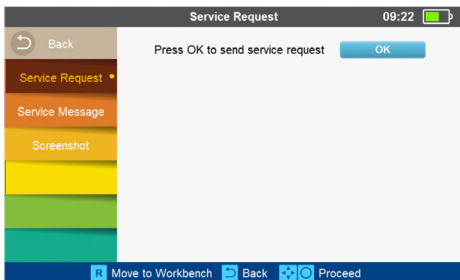 Service Request
09:22
Back
Press OK to send service request
OK
Service Request
Service Message
Screenshot
R Move to Workbench Back Proceed